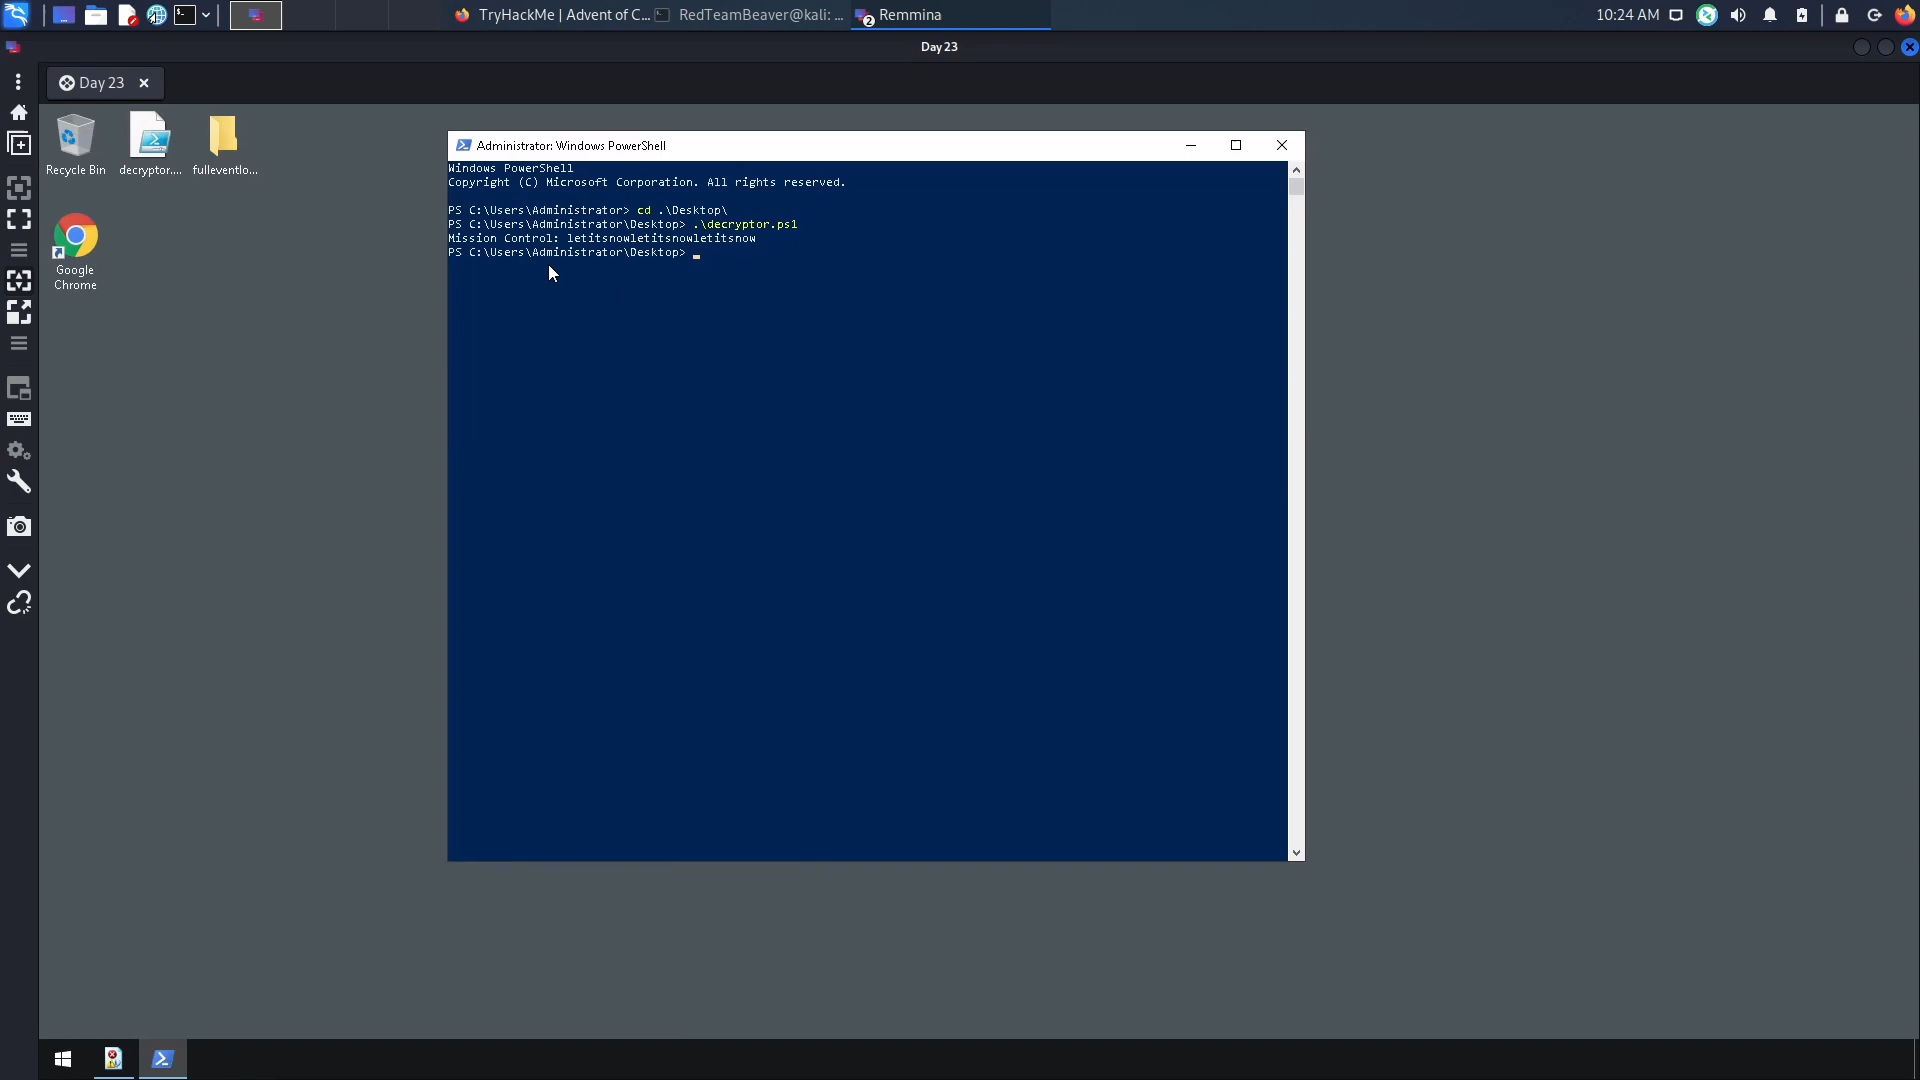 TryHackMe | Advent of C...
RedTeamBeaver@kali: ...
2
Remmina
10:24 AM
Day 23
Day 23
Recycle Bin
decryptor....
fulleventlo...
Google
Chrome
Administrator: Windows PowerShell
Windows PowerShell
Copyright (C) Microsoft Corporation. All rights reserved.
PS C:\Users\Administrator> cd .\Desktop\
PS C:\Users\Administrator\Desktop> .\decryptor.ps1
Mission Control: letitsnowletitsnowletitsnow
PS C:\Users\Administrator\Desktop>